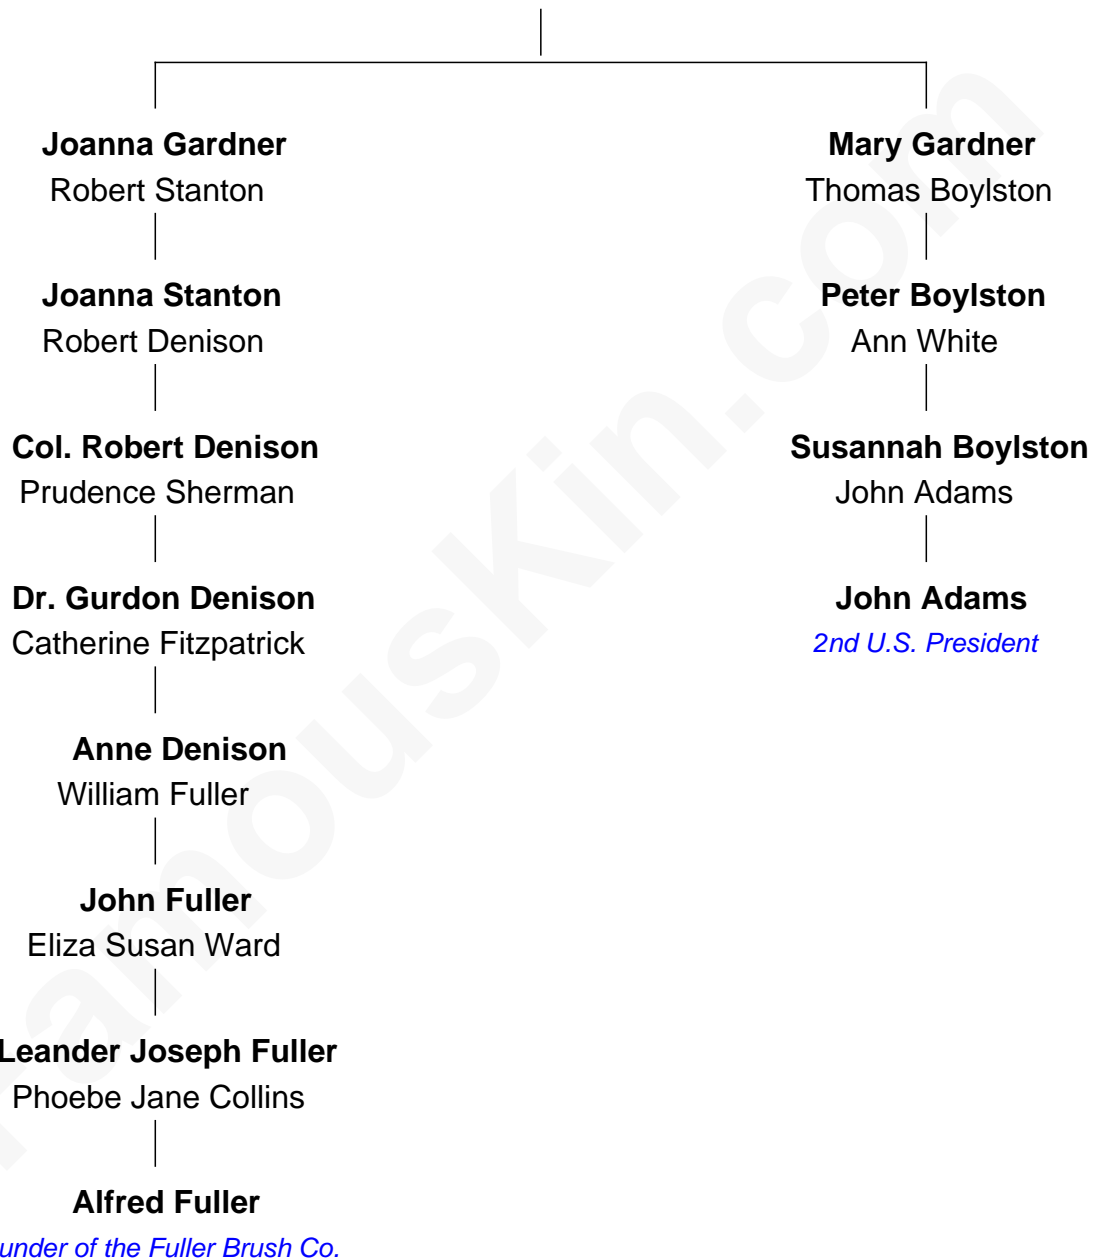 Joanna Gardner
Robert Stanton
Joanna Stanton
Robert Denison
Col. Robert Denison
Prudence Sherman
Dr. Gurdon Denison
Catherine Fitzpatrick
Anne Denison
William Fuller
John Fuller
Eliza Susan Ward
Leander Joseph Fuller
Phoebe Jane Collins
Alfred Fuller
under of the Fuller Brush Co.
Mary Gardner
Thomas Boylston
Peter Boylston
Ann White
Susannah Boylston
John Adams
John Adams
2nd U.S. President
FamousKin.com